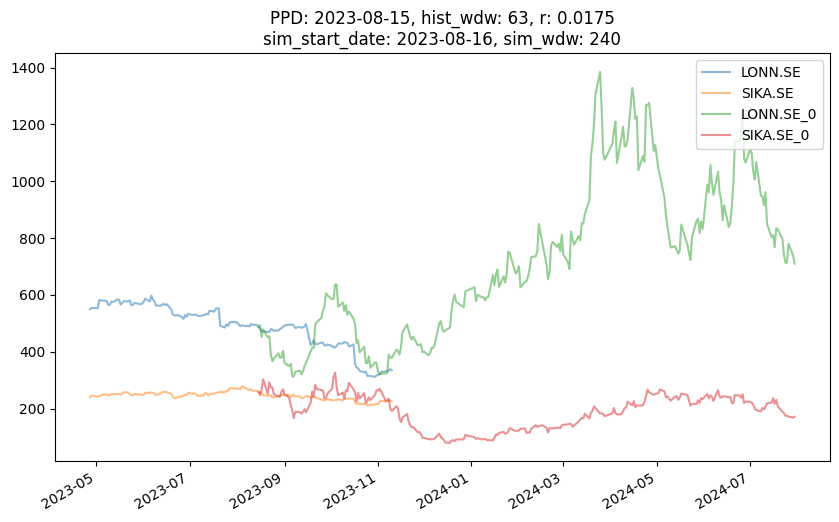 PPD: 2023-08-15, hist_wdw: 63, r: 0.0175
sim_start_date: 2023-08-16, sim_wdw: 240
1400
1200
1000
800
600
400
200
LONN.SE
SIKA.SE
LONN.SE_0
SIKA.SE_0
2023-05
2023-07
2023-09
2023-11
2024-01
2024-03
2024-05
2024-07